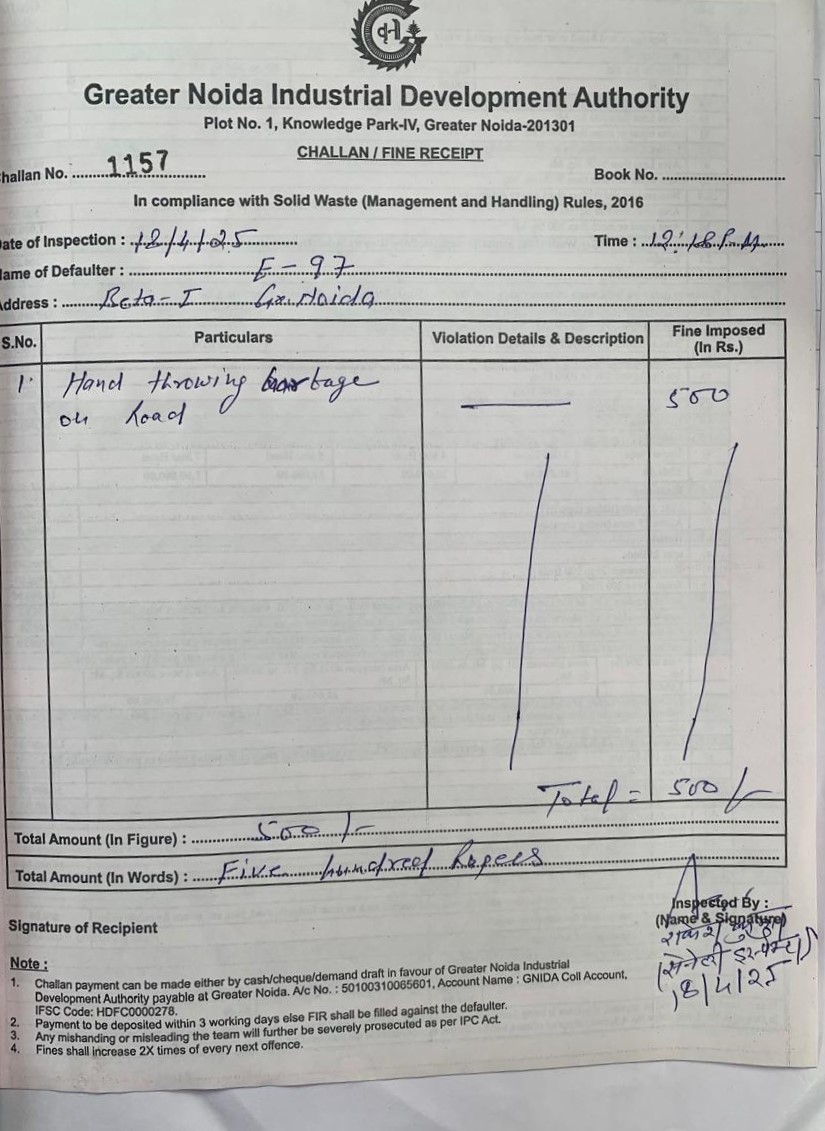 Greater Noida Industrial Development Authority
Plot No. 1, Knowledge Park-IV, Greater Noida-201301
CHALLAN / FINE RECEIPT
hallan No. 1157 Book No.
In compliance with Solid Waste (Management and Handling) Rules, 2016
ate of Inspection : 18/4/25 Time : 12:18 P.M
ame of Defaulter : E-97
ddress : Beta-I Gr. Noida
S.No. Particulars Violation Details & Description Fine Imposed
(In Rs.)
1. Hand throwing garbage 500
on Road
Total = 500/-
Total Amount (In Figure) : 500/-
Total Amount (In Words) : Five hundred Rupees
Inspected By :
Signature of Recipient (Name & Signature)
18/4/25
Note :
1. Challan payment can be made either by cash/cheque/demand draft in favour of Greater Noida Industrial
Development Authority payable at Greater Noida. A/c No. : 50100310065601, Account Name : GNIDA Coll Account,
IFSC Code: HDFC0000278.
2. Payment to be deposited within 3 working days else FIR shall be filled against the defaulter.
3. Any mishanding or misleading the team will further be severely prosecuted as per IPC Act.
4. Fines shall increase 2X times of every next offence.